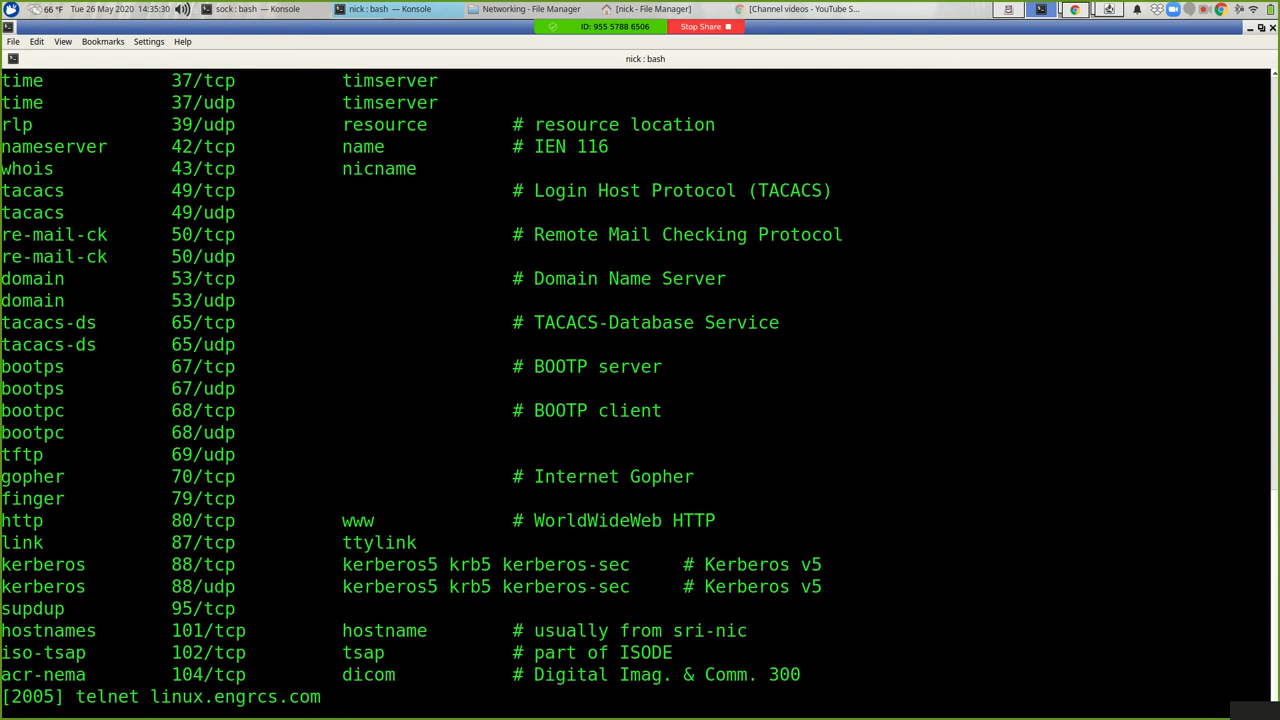 66 °F Tue 26 May 2020 14:35:30 sock : bash — Konsole nick : bash — Konsole Networking - File Manager [nick - File Manager] [Channel videos - YouTube S...
ID: 955 5788 6506 Stop Share
File Edit View Bookmarks Settings Help
nick : bash
time 37/tcp timserver
time 37/udp timserver
rlp 39/udp resource # resource location
nameserver 42/tcp name # IEN 116
whois 43/tcp nicname
tacacs 49/tcp # Login Host Protocol (TACACS)
tacacs 49/udp
re-mail-ck 50/tcp # Remote Mail Checking Protocol
re-mail-ck 50/udp
domain 53/tcp # Domain Name Server
domain 53/udp
tacacs-ds 65/tcp # TACACS-Database Service
tacacs-ds 65/udp
bootps 67/tcp # BOOTP server
bootps 67/udp
bootpc 68/tcp # BOOTP client
bootpc 68/udp
tftp 69/udp
gopher 70/tcp # Internet Gopher
finger 79/tcp
http 80/tcp www # WorldWideWeb HTTP
link 87/tcp ttylink
kerberos 88/tcp kerberos5 krb5 kerberos-sec # Kerberos v5
kerberos 88/udp kerberos5 krb5 kerberos-sec # Kerberos v5
supdup 95/tcp
hostnames 101/tcp hostname # usually from sri-nic
iso-tsap 102/tcp tsap # part of ISODE
acr-nema 104/tcp dicom # Digital Imag. & Comm. 300
[2005] telnet linux.engrcs.com